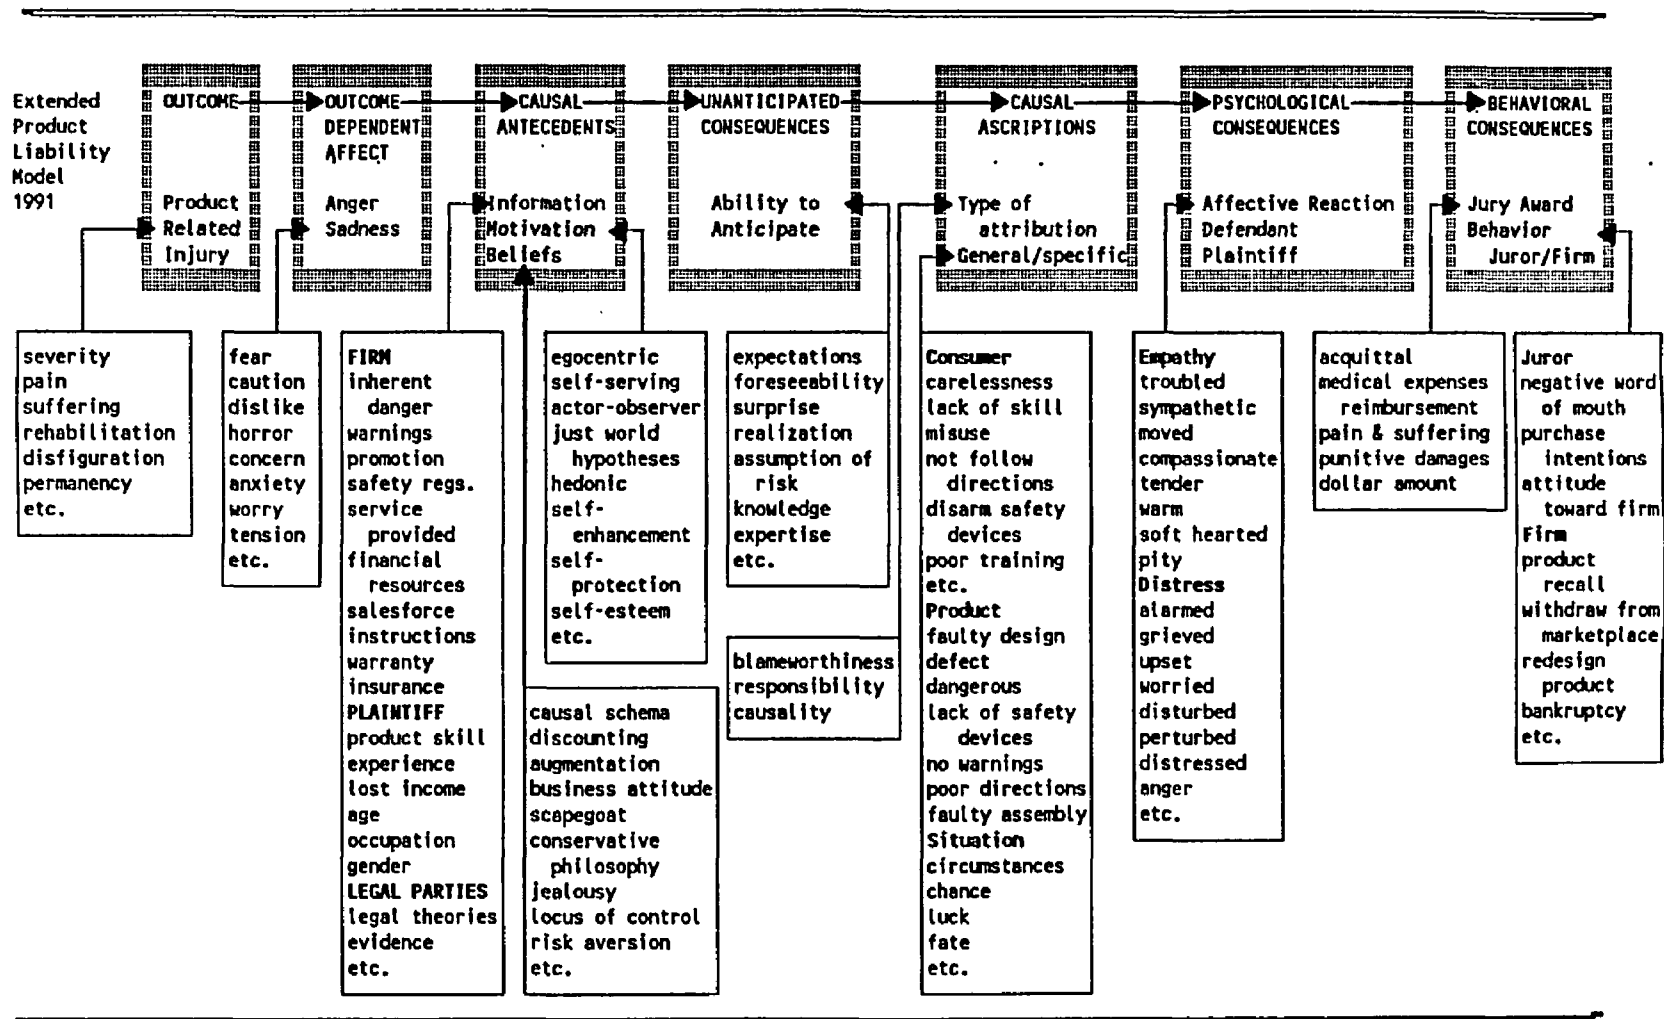 Extended
Product
Liability
Model
1991
OUTCOME
Product
Related
Injury
OUTCOME
DEPENDENT
AFFECT
Anger
Sadness
CAUSAL
ANTECEDENTS
Information
Motivation
Beliefs
UNANTICIPATED
CONSEQUENCES
Ability to
Anticipate
CAUSAL
ASCRIPTIONS
Type of
attribution
General/specific
PSYCHOLOGICAL
CONSEQUENCES
Affective Reaction
Defendant
Plaintiff
BEHAVIORAL
CONSEQUENCES
Jury Award
Behavior
Juror/Firm
severity
pain
suffering
rehabilitation
disfiguration
permanency
etc.
fear
caution
dislike
horror
concern
anxiety
worry
tension
etc.
FIRM
inherent
danger
warnings
promotion
safety regs.
service
provided
financial
resources
salesforce
instructions
warranty
insurance
PLAINTIFF
product skill
experience
lost income
age
occupation
gender
LEGAL PARTIES
legal theories
evidence
etc.
egocentric
self-serving
actor-observer
just world
hypotheses
hedonic
self-
enhancement
self-
protection
self-esteem
etc.
causal schema
discounting
augmentation
business attitude
scapegoat
conservative
philosophy
jealousy
locus of control
risk aversion
etc.
expectations
foreseeability
surprise
realization
assumption of
risk
knowledge
expertise
etc.
blameworthiness
responsibility
causality
Consumer
carelessness
lack of skill
misuse
not follow
directions
disarm safety
devices
poor training
etc.
Product
faulty design
defect
dangerous
lack of safety
devices
no warnings
poor directions
faulty assembly
Situation
circumstances
chance
luck
fate
etc.
Empathy
troubled
sympathetic
moved
compassionate
tender
warm
soft hearted
pity
Distress
alarmed
grieved
upset
worried
disturbed
perturbed
distressed
anger
etc.
acquittal
medical expenses
reimbursement
pain & suffering
punitive damages
dollar amount
Juror
negative word
of mouth
purchase
intentions
attitude
toward firm
Firm
product
recall
withdraw from
marketplace
redesign
product
bankruptcy
etc.